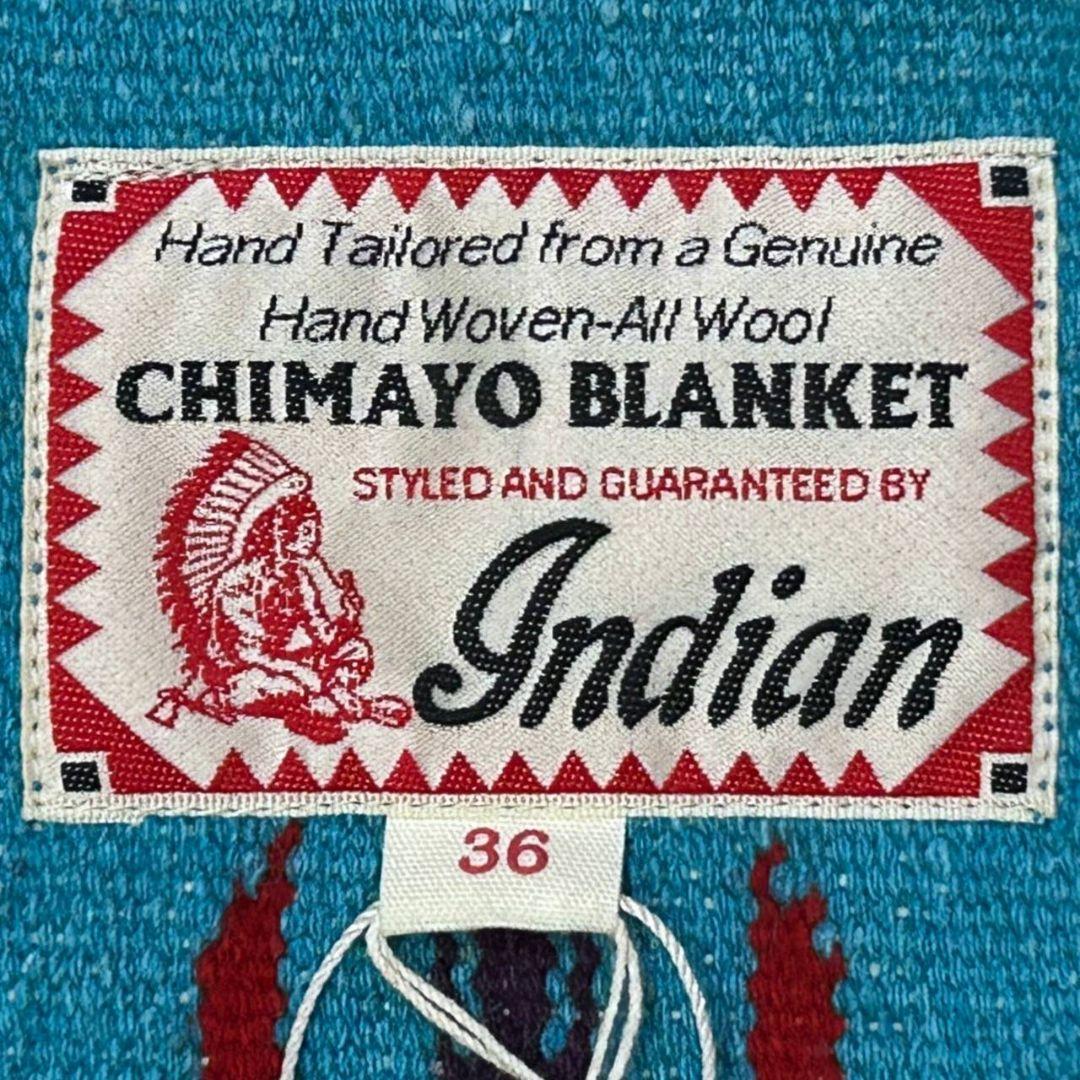 Hand Tailored from a Genuine
Hand Woven-All Wool
CHIMAYO BLANKET
STYLED AND GUARANTEED BY
Indian
36